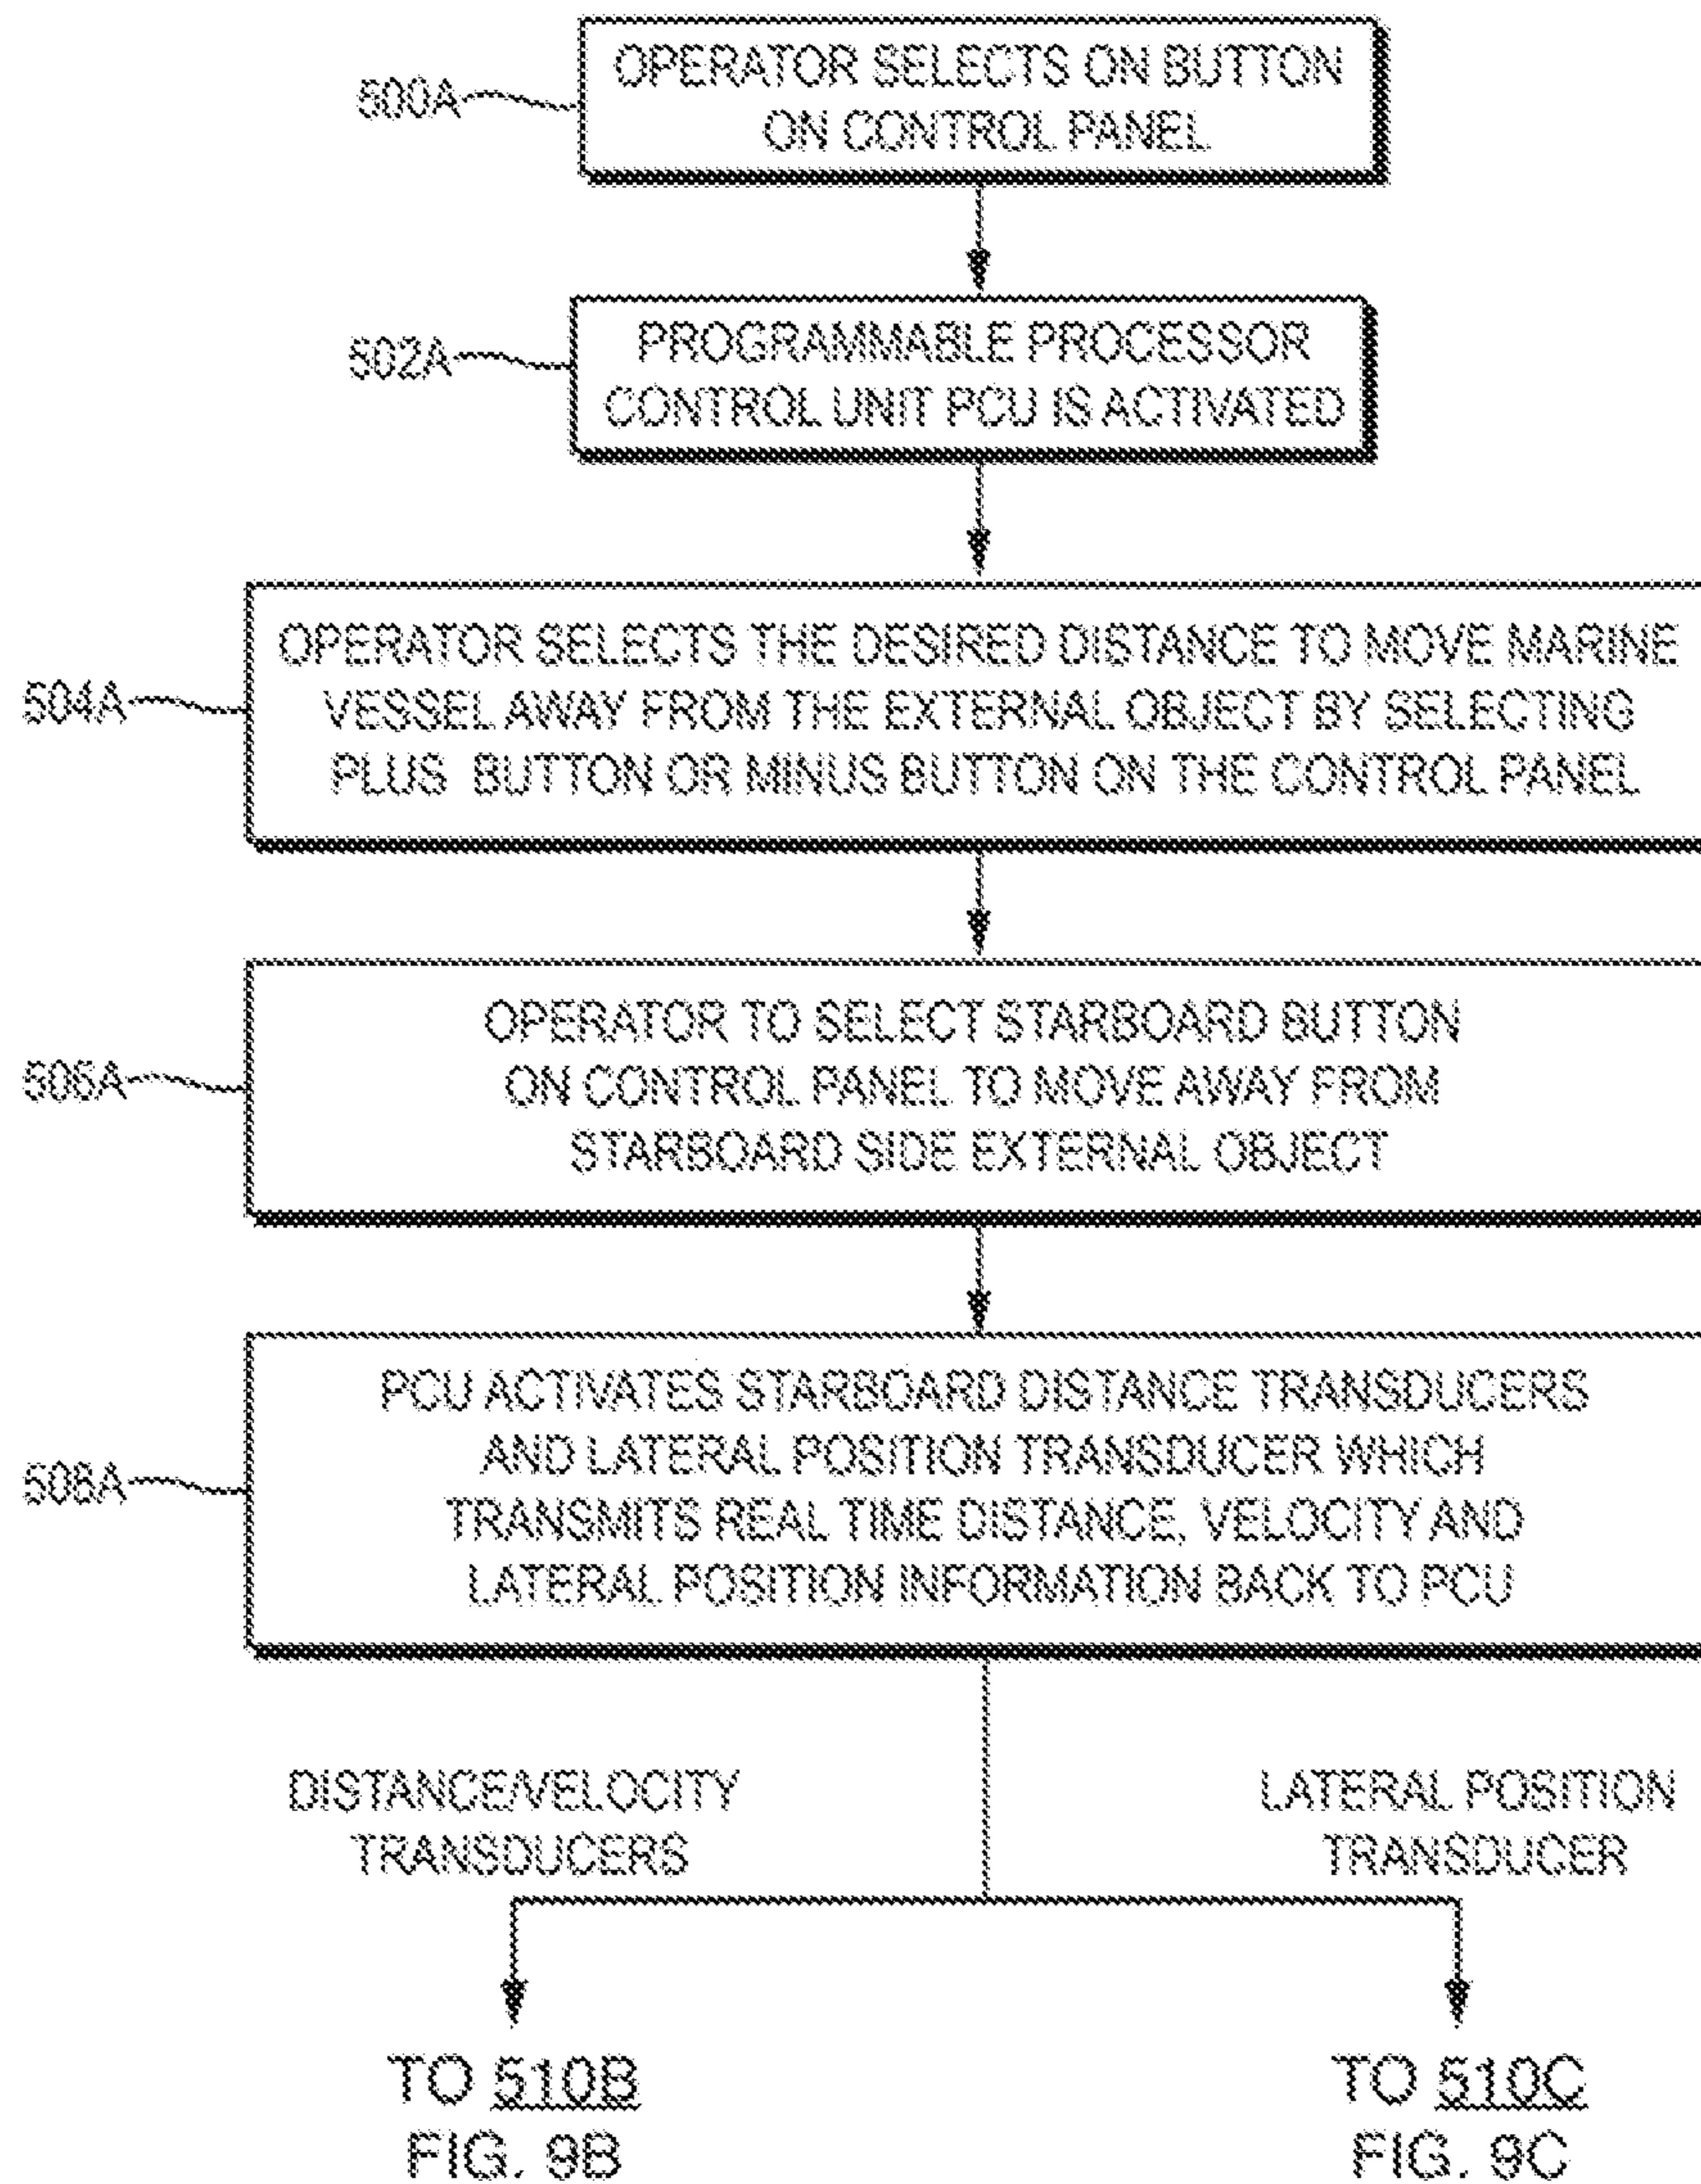 500A
OPERATOR SELECTS ON BUTTON
ON CONTROL PANEL
502A
PROGRAMMABLE PROCESSOR
CONTROL UNIT PCU IS ACTIVATED
504A
OPERATOR SELECTS THE DESIRED DISTANCE TO MOVE MARINE
VESSEL AWAY FROM THE EXTERNAL OBJECT BY SELECTING
PLUS BUTTON OR MINUS BUTTON ON THE CONTROL PANEL
506A
OPERATOR TO SELECT STARBOARD BUTTON
ON CONTROL PANEL TO MOVE AWAY FROM
STARBOARD SIDE EXTERNAL OBJECT
508A
PCU ACTIVATES STARBOARD DISTANCE TRANSDUCERS
AND LATERAL POSITION TRANSDUCER WHICH
TRANSMITS REAL TIME DISTANCE, VELOCITY AND
LATERAL POSITION INFORMATION BACK TO PCU
DISTANCE/VELOCITY
TRANSDUCERS
LATERAL POSITION
TRANSDUCER
TO 510B
FIG. 9B
TO 510C
FIG. 9C